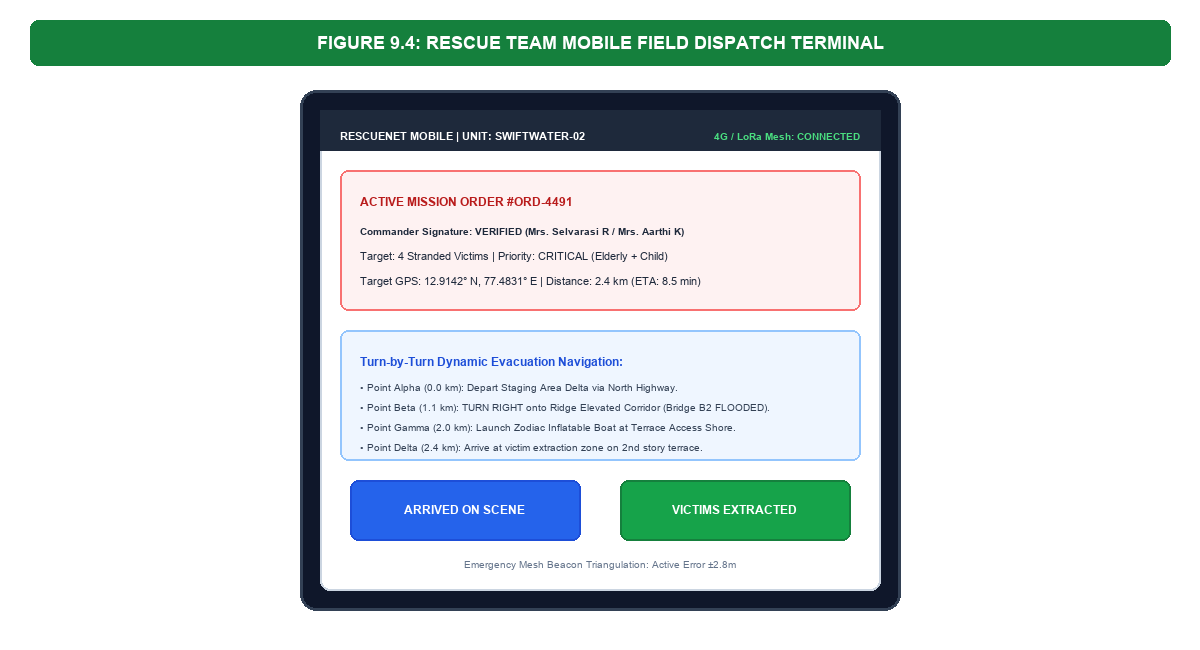 FIGURE 9.4: RESCUE TEAM MOBILE FIELD DISPATCH TERMINAL
RESCUENET MOBILE | UNIT: SWIFTWATER-02
4G / LoRa Mesh: CONNECTED
ACTIVE MISSION ORDER #ORD-4491
Commander Signature: VERIFIED (Mrs. Selvarasi R / Mrs. Aarthi K)
Target: 4 Stranded Victims | Priority: CRITICAL (Elderly + Child)
Target GPS: 12.9142° N, 77.4831° E | Distance: 2.4 km (ETA: 8.5 min)
Turn-by-Turn Dynamic Evacuation Navigation:
• Point Alpha (0.0 km): Depart Staging Area Delta via North Highway.
• Point Beta (1.1 km): TURN RIGHT onto Ridge Elevated Corridor (Bridge B2 FLOODED).
• Point Gamma (2.0 km): Launch Zodiac Inflatable Boat at Terrace Access Shore.
• Point Delta (2.4 km): Arrive at victim extraction zone on 2nd story terrace.
ARRIVED ON SCENE
VICTIMS EXTRACTED
Emergency Mesh Beacon Triangulation: Active Error ±2.8m